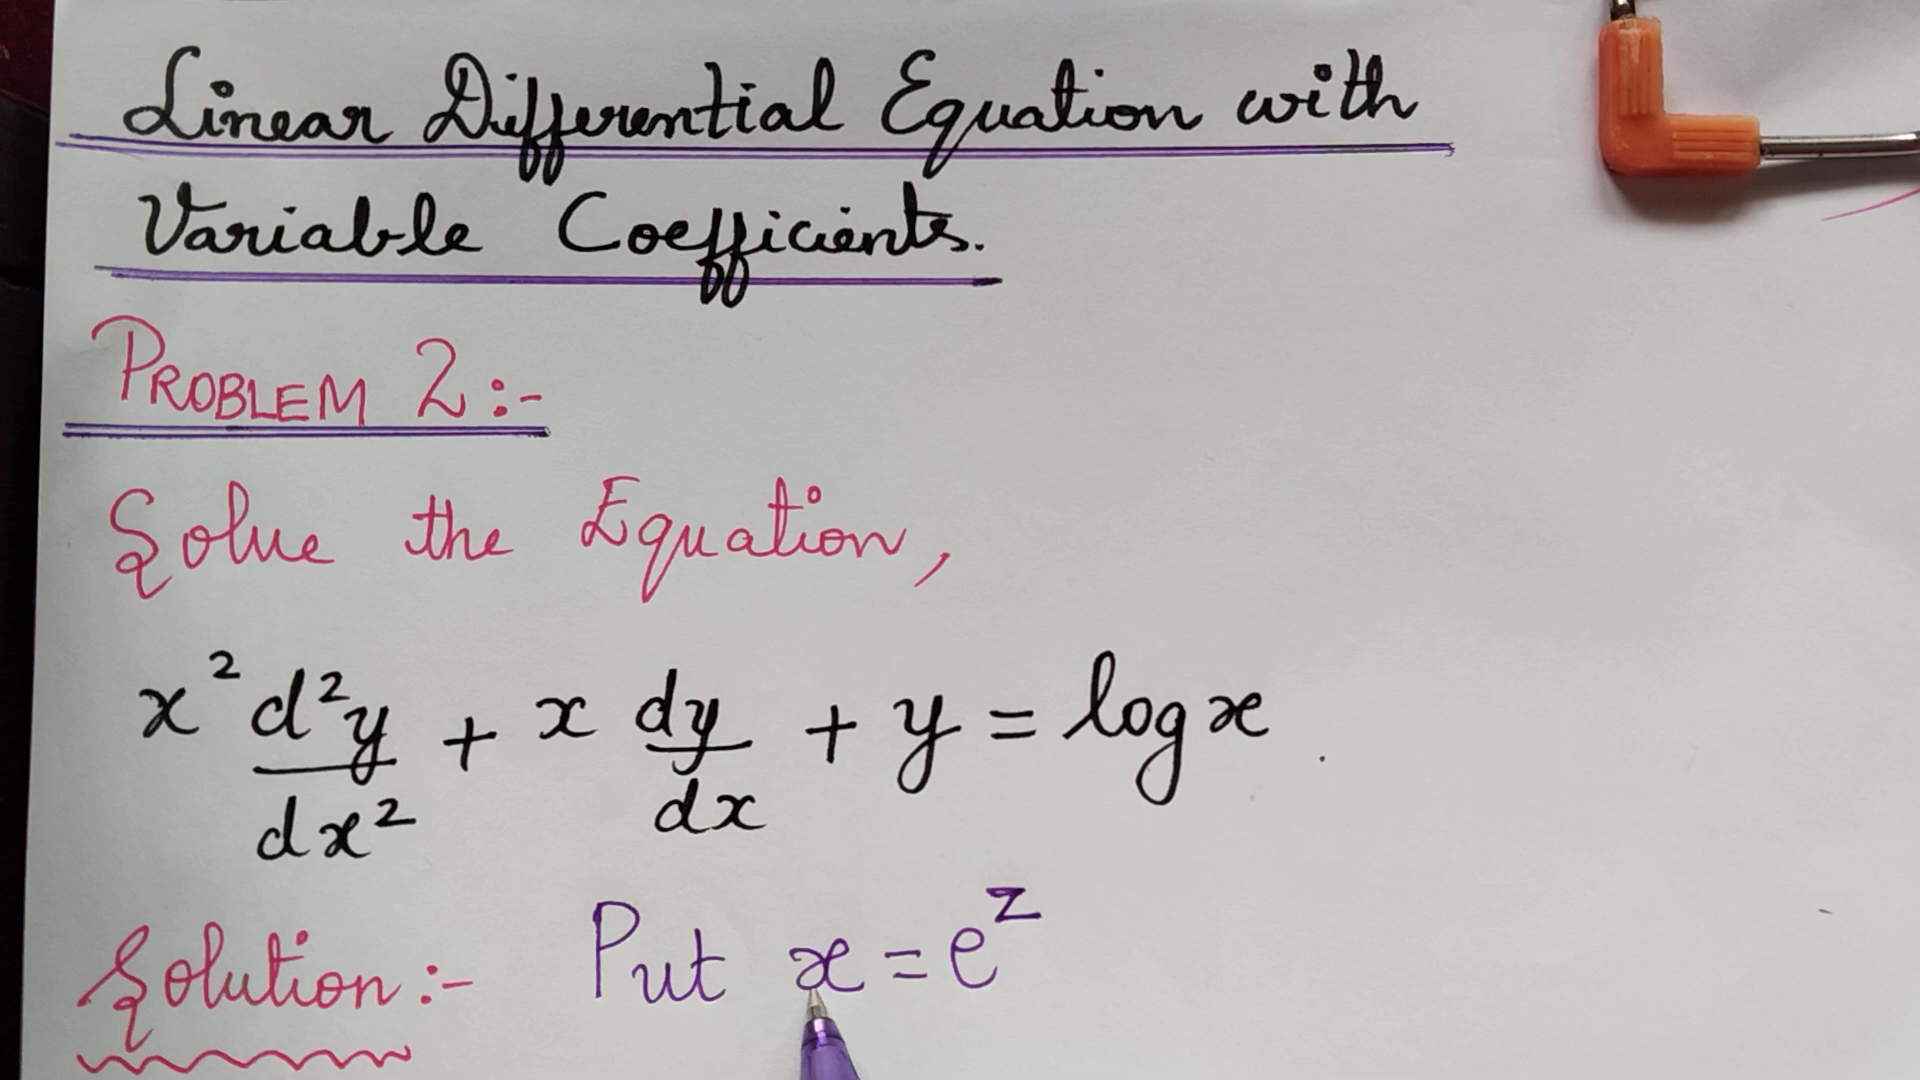 Linear Differential Equation with
Variable Coefficients.
PROBLEM 2:-
Solve the Equation,
x² d²y/dx² + x dy/dx + y = log x
Solution:- Put x = e^z